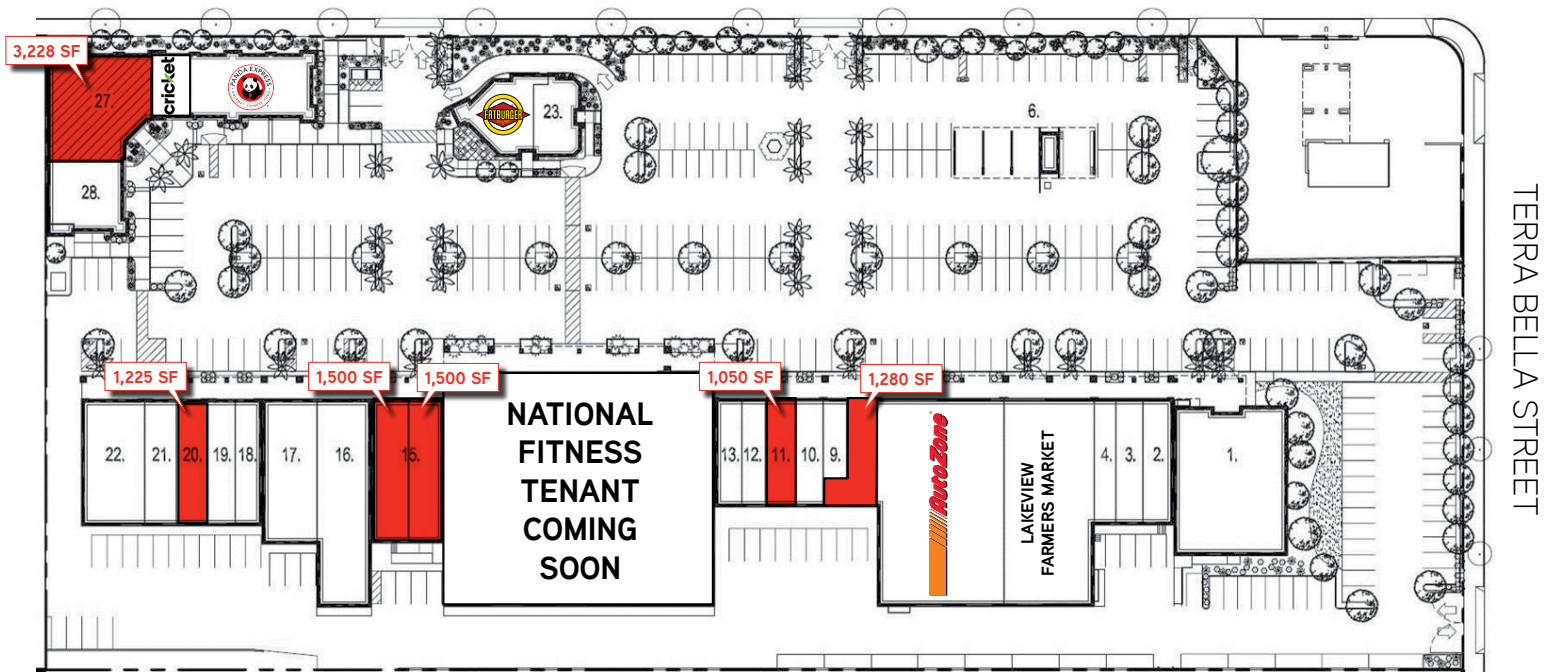 3,228 SF
27.
cricket
PANDA EXPRESS
FATBURGER
23.
6.
28.
TERRA BELLA STREET
1,225 SF
1,500 SF
1,500 SF
1,050 SF
1,280 SF
22.
21.
20.
19.
18.
17.
16.
15.
NATIONAL
FITNESS
TENANT
COMING
SOON
13.
12.
11.
10.
9.
AutoZone
LAKEVIEW
FARMERS MARKET
4.
3.
2.
1.